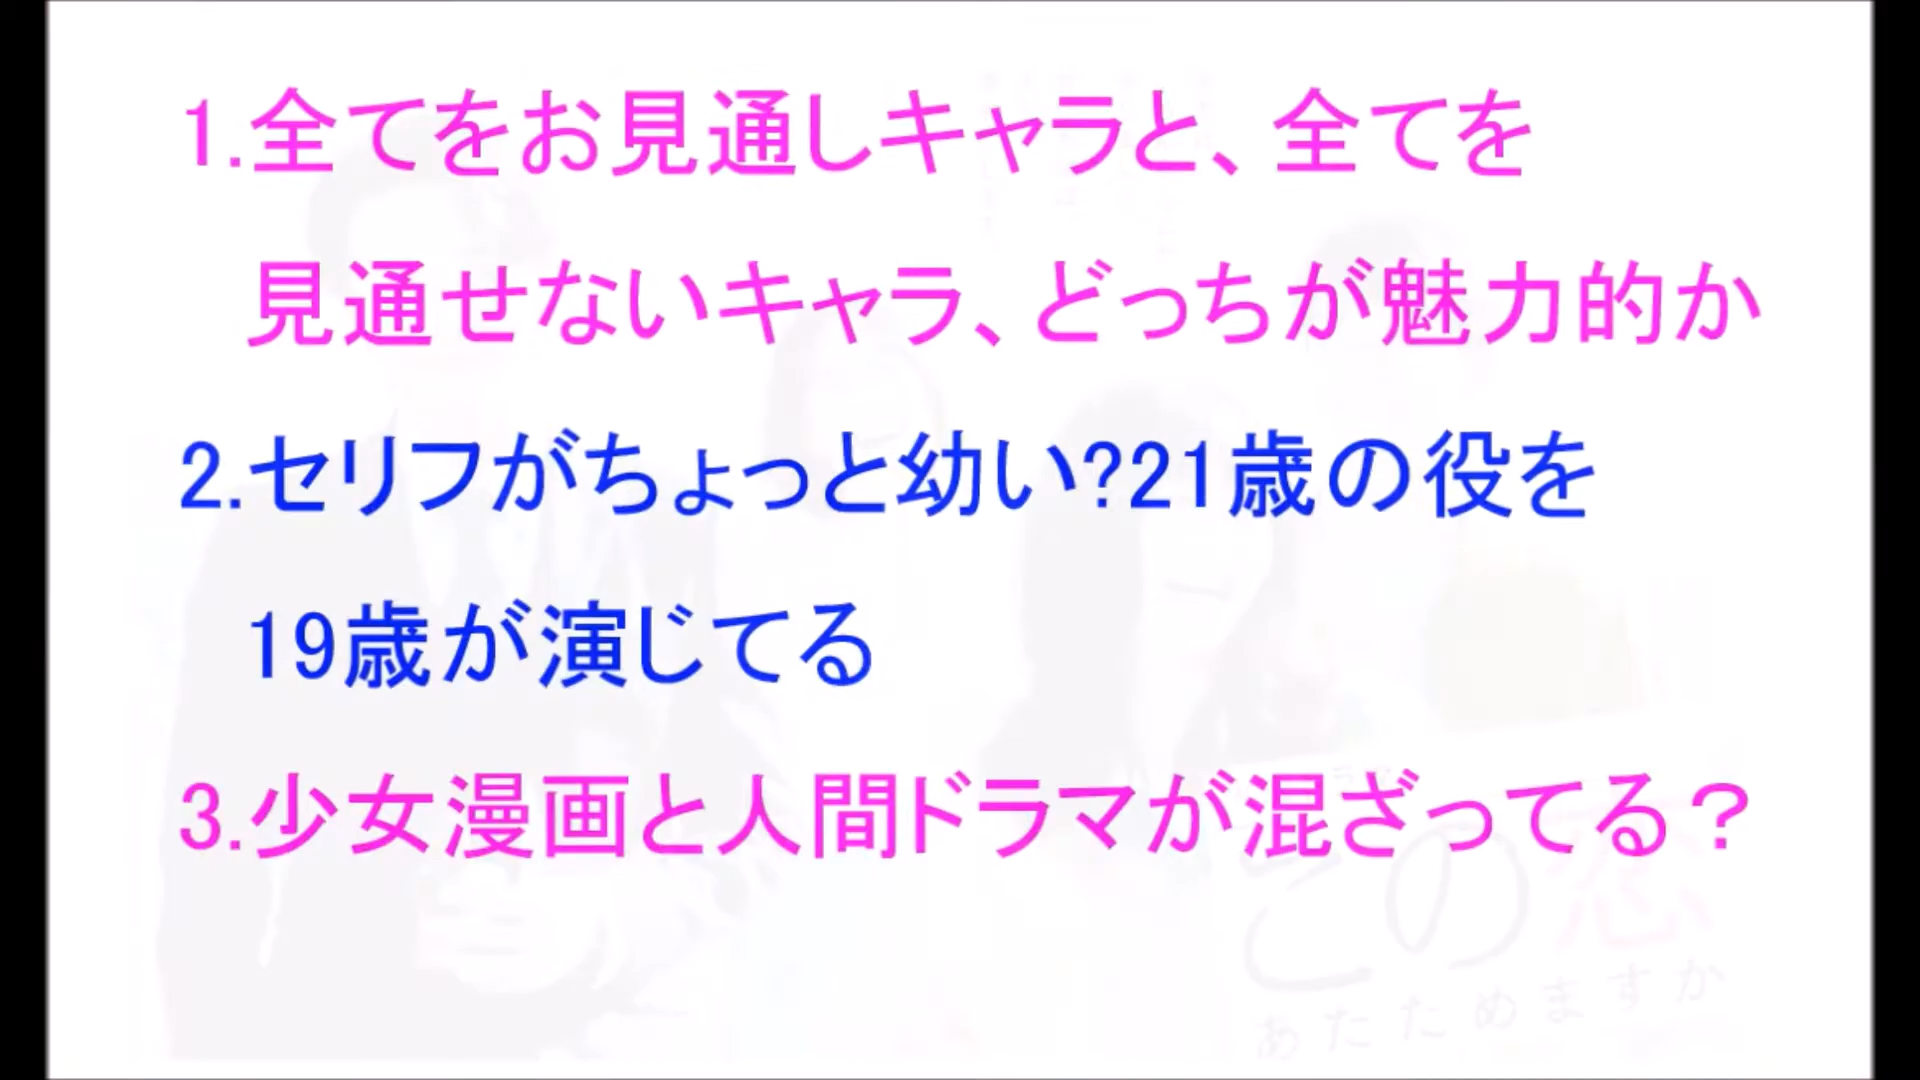 1.全てをお見通しキャラと、全てを
見通せないキャラ、どっちが魅力的か
2.セリフがちょっと幼い?21歳の役を
19歳が演じてる
3.少女漫画と人間ドラマが混ざってる？
この恋
あたためますか